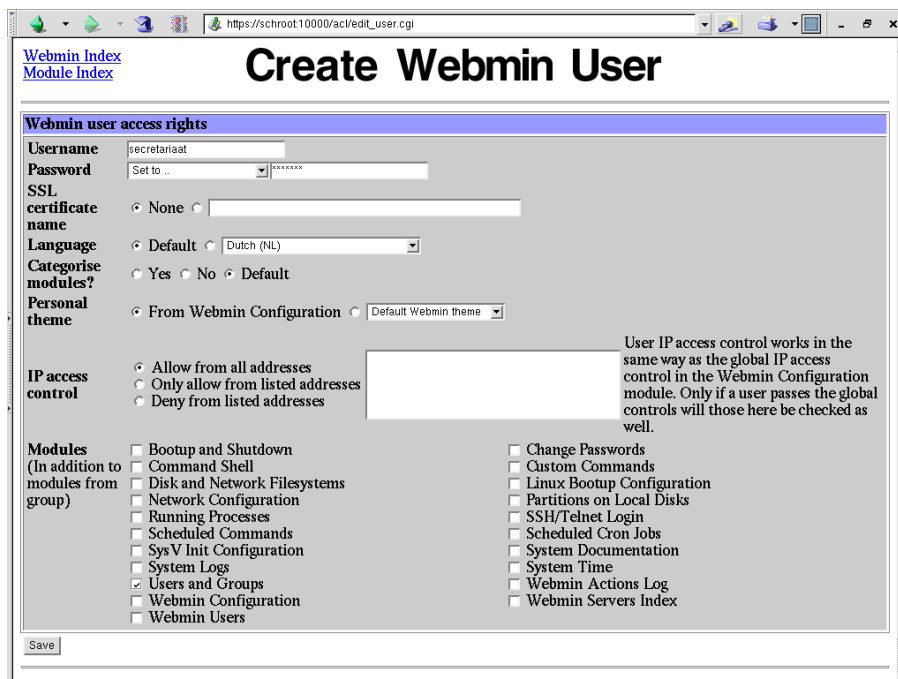 https://schroot:10000/acl/edit_user.cgi
Webmin Index
Module Index
Create Webmin User
Webmin user access rights
Username secretariaat
Password Set to .. *******
SSL
certificate
name
None
Language Default Dutch (NL)
Categorise
modules?
Yes No Default
Personal
theme
From Webmin Configuration Default Webmin theme
IP access
control
Allow from all addresses
Only allow from listed addresses
Deny from listed addresses
User IP access control works in the
same way as the global IP access
control in the Webmin Configuration
module. Only if a user passes the global
controls will those here be checked as
well.
Modules
(In addition to
modules from
group)
Bootup and Shutdown Change Passwords
Command Shell Custom Commands
Disk and Network Filesystems Linux Bootup Configuration
Network Configuration Partitions on Local Disks
Running Processes SSH/Telnet Login
Scheduled Commands Scheduled Cron Jobs
SysV Init Configuration System Documentation
System Logs System Time
Users and Groups Webmin Actions Log
Webmin Configuration Webmin Servers Index
Webmin Users
Save